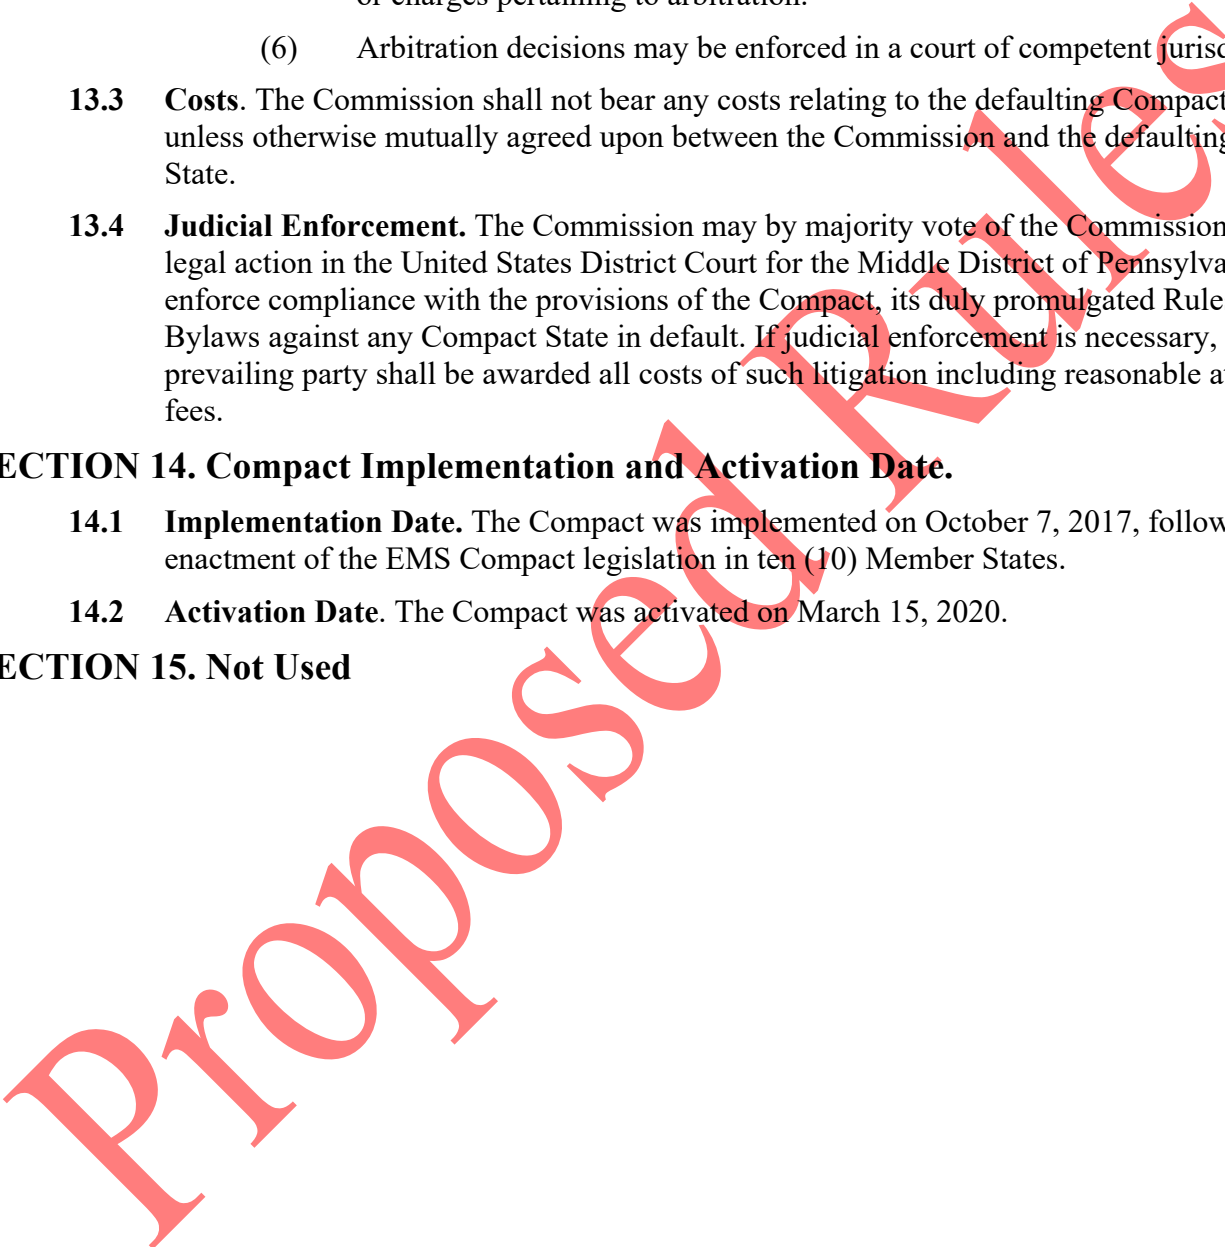 or charges pertaining to arbitration.
(6) Arbitration decisions may be enforced in a court of competent jurisd
13.3 Costs. The Commission shall not bear any costs relating to the defaulting Compact
unless otherwise mutually agreed upon between the Commission and the defaulting
State.
13.4 Judicial Enforcement. The Commission may by majority vote of the Commission
legal action in the United States District Court for the Middle District of Pennsylva
enforce compliance with the provisions of the Compact, its duly promulgated Rule
Bylaws against any Compact State in default. If judicial enforcement is necessary,
prevailing party shall be awarded all costs of such litigation including reasonable a
fees.
ECTION 14. Compact Implementation and Activation Date.
14.1 Implementation Date. The Compact was implemented on October 7, 2017, follow
enactment of the EMS Compact legislation in ten (10) Member States.
14.2 Activation Date. The Compact was activated on March 15, 2020.
ECTION 15. Not Used
Proposed Rules